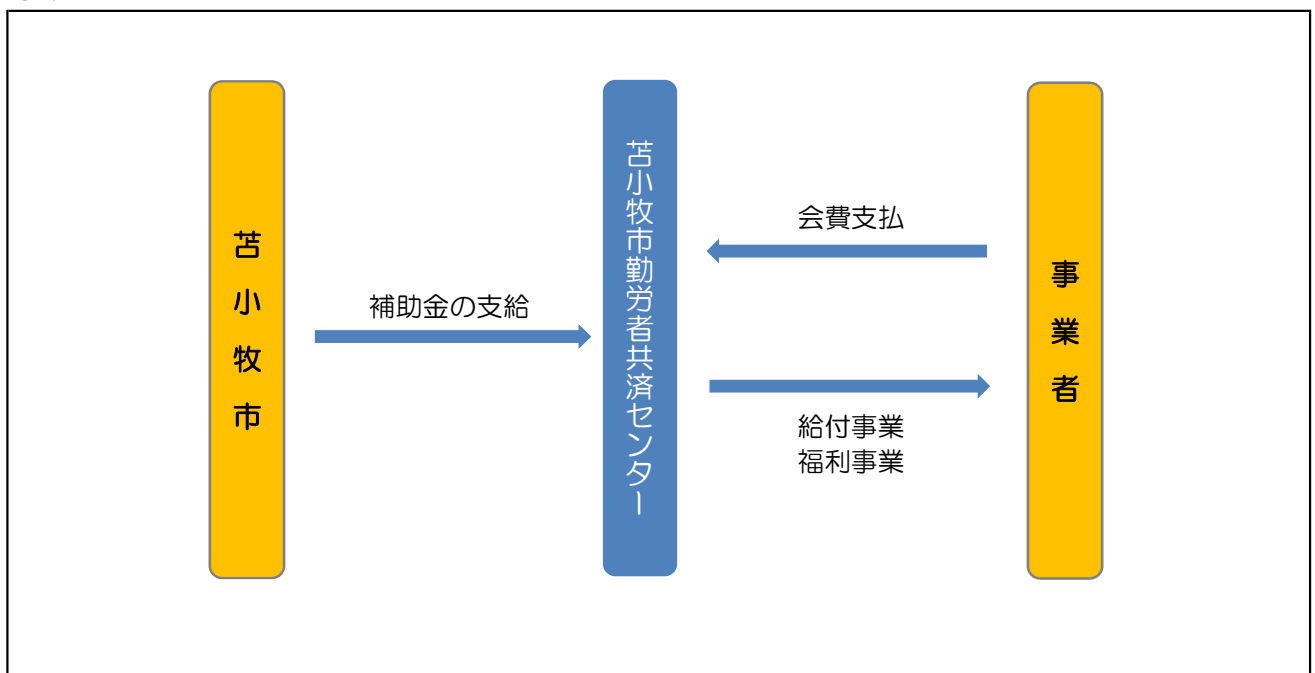 苫小牧市
補助金の支給
苫小牧市勤労者共済センター
会費支払
給付事業
福利事業
事業者